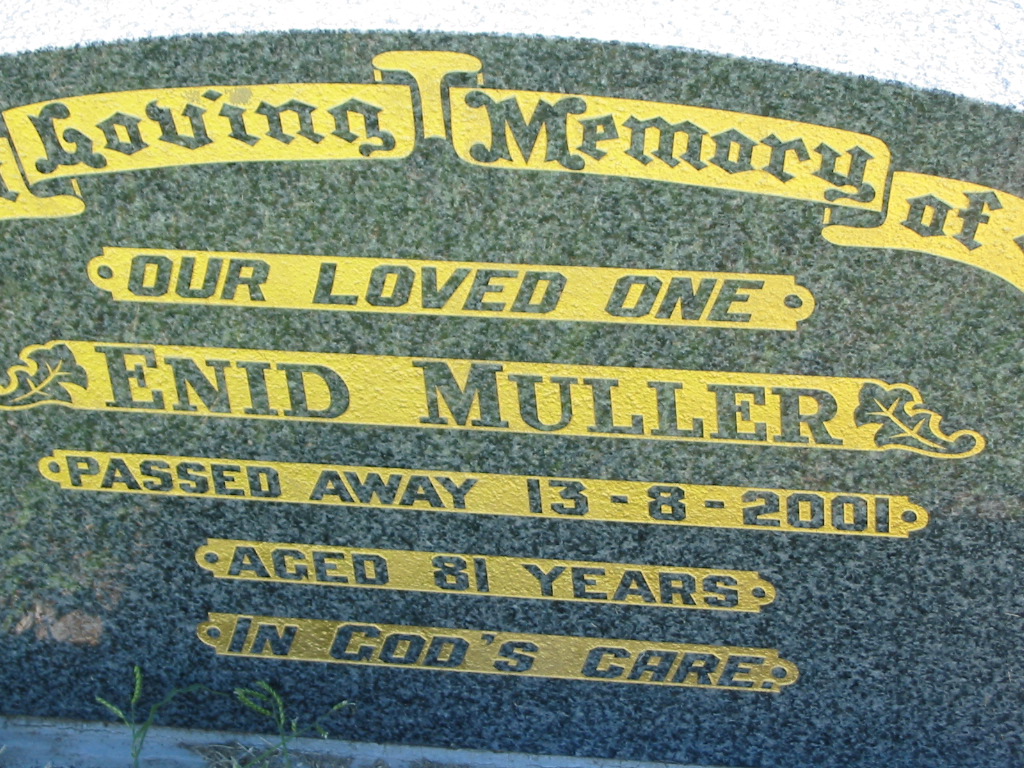 Loving Memory of
OUR LOVED ONE
ENID MULLER
PASSED AWAY 13-8-2001
AGED 81 YEARS
IN GOD'S CARE.